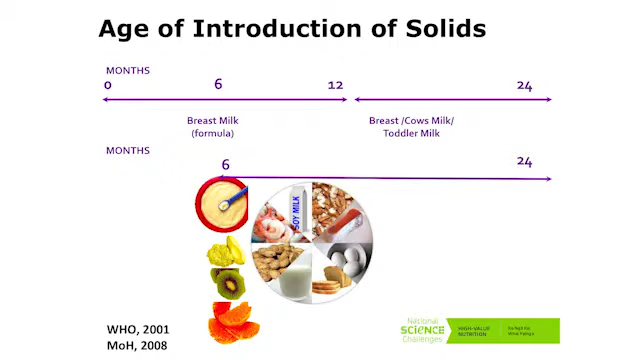 Age of Introduction of Solids
MONTHS
0 6 12 24
Breast Milk
(formula)
Breast /Cows Milk/
Toddler Milk
MONTHS
6 24
SOY MILK
WHO, 2001
MoH, 2008
National
SCiENCE
Challenges
HIGH-VALUE
NUTRITION